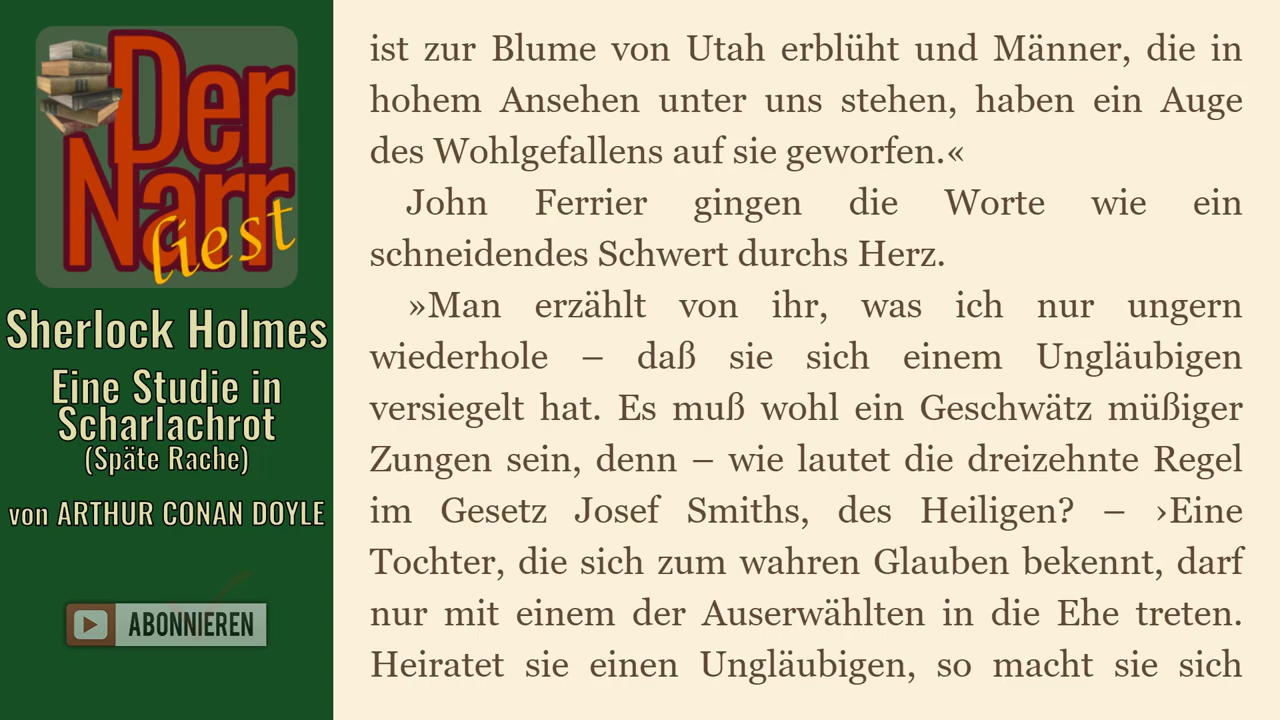 Der
Narr
liest
Sherlock Holmes
Eine Studie in
Scharlachrot
(Späte Rache)
von ARTHUR CONAN DOYLE
ABONNIEREN
ist zur Blume von Utah erblüht und Männer, die in
hohem Ansehen unter uns stehen, haben ein Auge
des Wohlgefallens auf sie geworfen.«
John Ferrier gingen die Worte wie ein
schneidendes Schwert durchs Herz.
»Man erzählt von ihr, was ich nur ungern
wiederhole – daß sie sich einem Ungläubigen
versiegelt hat. Es muß wohl ein Geschwätz müßiger
Zungen sein, denn – wie lautet die dreizehnte Regel
im Gesetz Josef Smiths, des Heiligen? – ›Eine
Tochter, die sich zum wahren Glauben bekennt, darf
nur mit einem der Auserwählten in die Ehe treten.
Heiratet sie einen Ungläubigen, so macht sie sich